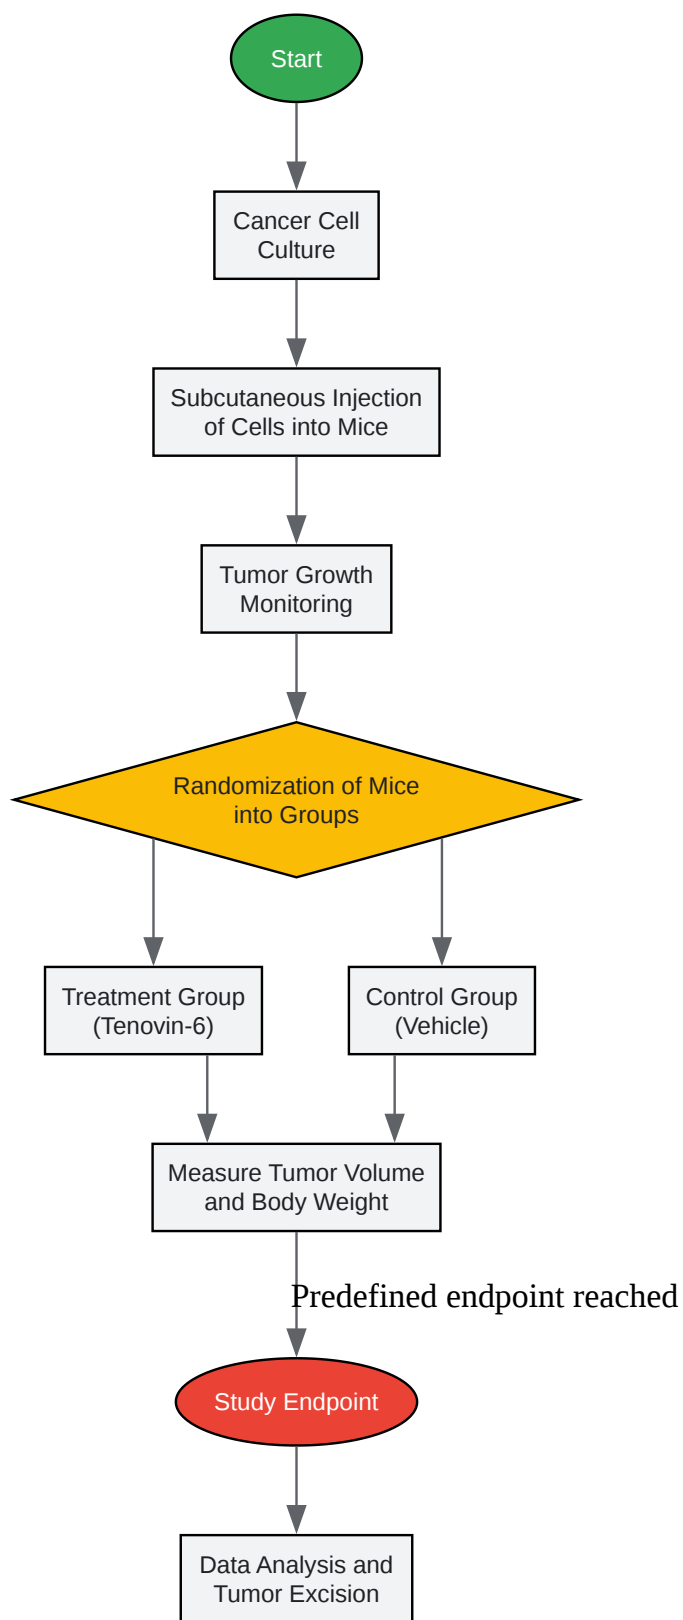 Start
Cancer Cell
Culture
Subcutaneous Injection
of Cells into Mice
Tumor Growth
Monitoring
Randomization of Mice
into Groups
Treatment Group
(Tenovin-6)
Control Group
(Vehicle)
Measure Tumor Volume
and Body Weight
Predefined endpoint reached
Study Endpoint
Data Analysis and
Tumor Excision